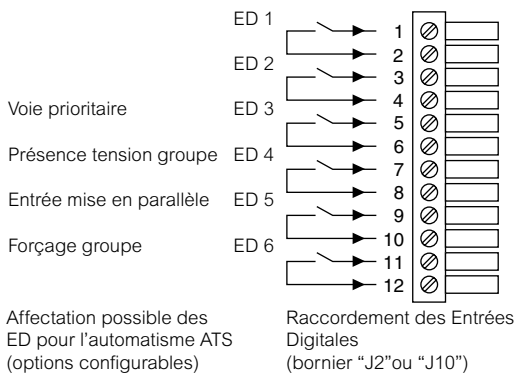 ED 1
1
2
ED 2
3
4
Voie prioritaire ED 3
5
6
Présence tension groupe ED 4
7
8
Entrée mise en parallèle ED 5
9
10
Forçage groupe ED 6
11
12
Affectation possible des
ED pour l'automatisme ATS
(options configurables)
Raccordement des Entrées
Digitales
(bornier “J2”ou “J10”)